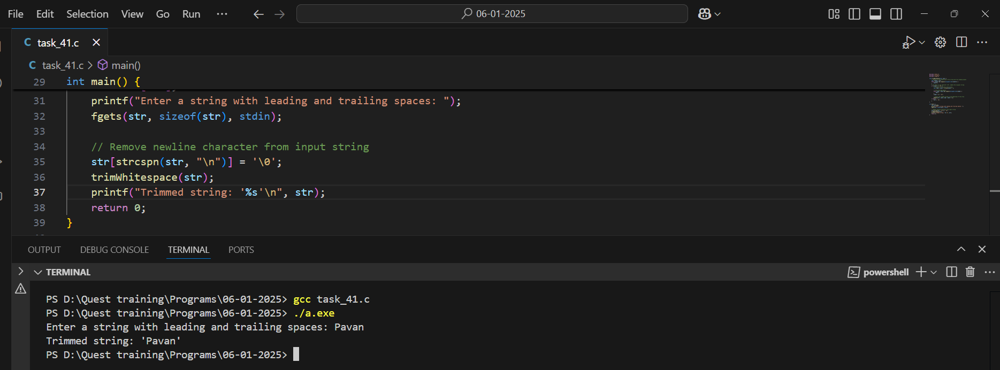 File Edit Selection View Go Run ···
06-01-2025
C task_41.c
C task_41.c > main()
29 int main() {
31 printf("Enter a string with leading and trailing spaces: ");
32 fgets(str, sizeof(str), stdin);
33
34 // Remove newline character from input string
35 str[strcspn(str, "\n")] = '\0';
36 trimWhitespace(str);
37 printf("Trimmed string: '%s'\n", str);
38 return 0;
39 }
OUTPUT DEBUG CONSOLE TERMINAL PORTS
TERMINAL
powershell
PS D:\Quest training\Programs\06-01-2025> gcc task_41.c
PS D:\Quest training\Programs\06-01-2025> ./a.exe
Enter a string with leading and trailing spaces: Pavan
Trimmed string: 'Pavan'
PS D:\Quest training\Programs\06-01-2025>